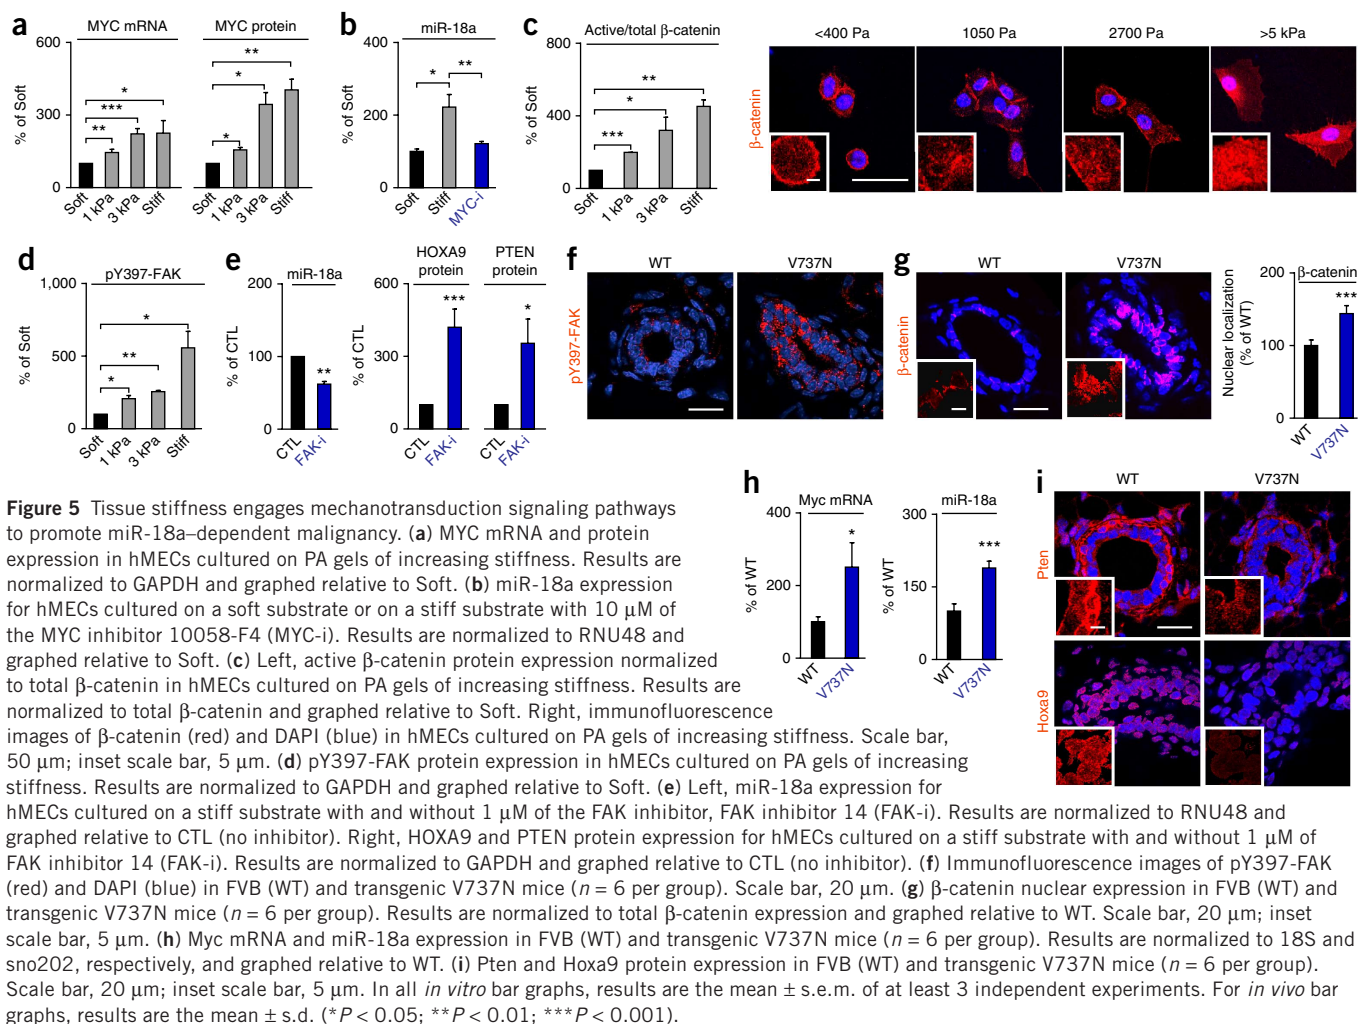 a
MYC mRNA
MYC protein
600
300
0
% of Soft
*
***
**
**
*
*
Soft
1 kPa
3 kPa
Stiff
Soft
1 kPa
3 kPa
Stiff
b
miR-18a
400
200
0
% of Soft
*
**
Soft
Stiff
MYC-i
c
Active/total β-catenin
800
400
0
% of Soft
**
*
***
Soft
1 kPa
3 kPa
Stiff
<400 Pa
1050 Pa
2700 Pa
>5 kPa
β-catenin
d
pY397-FAK
1,000
500
0
% of Soft
*
**
*
Soft
1 kPa
3 kPa
Stiff
e
miR-18a
200
100
0
% of CTL
**
CTL
FAK-i
HOXA9
protein
PTEN
protein
600
300
0
% of CTL
***
*
CTL
FAK-i
CTL
FAK-i
f
WT
V737N
pY397-FAK
g
WT
V737N
β-catenin
β-catenin
200
100
0
Nuclear localization
(% of WT)
***
WT
V737N
h
Myc mRNA
400
200
0
% of WT
*
WT
V737N
miR-18a
300
150
0
% of WT
***
WT
V737N
i
WT
V737N
Pten
Hoxa9
Figure 5 Tissue stiffness engages mechanotransduction signaling pathways
to promote miR-18a–dependent malignancy. (a) MYC mRNA and protein
expression in hMECs cultured on PA gels of increasing stiffness. Results are
normalized to GAPDH and graphed relative to Soft. (b) miR-18a expression
for hMECs cultured on a soft substrate or on a stiff substrate with 10 μM of
the MYC inhibitor 10058-F4 (MYC-i). Results are normalized to RNU48 and
graphed relative to Soft. (c) Left, active β-catenin protein expression normalized
to total β-catenin in hMECs cultured on PA gels of increasing stiffness. Results are
normalized to total β-catenin and graphed relative to Soft. Right, immunofluorescence
images of β-catenin (red) and DAPI (blue) in hMECs cultured on PA gels of increasing stiffness. Scale bar,
50 μm; inset scale bar, 5 μm. (d) pY397-FAK protein expression in hMECs cultured on PA gels of increasing
stiffness. Results are normalized to GAPDH and graphed relative to Soft. (e) Left, miR-18a expression for
hMECs cultured on a stiff substrate with and without 1 μM of the FAK inhibitor, FAK inhibitor 14 (FAK-i). Results are normalized to RNU48 and
graphed relative to CTL (no inhibitor). Right, HOXA9 and PTEN protein expression for hMECs cultured on a stiff substrate with and without 1 μM of
FAK inhibitor 14 (FAK-i). Results are normalized to GAPDH and graphed relative to CTL (no inhibitor). (f) Immunofluorescence images of pY397-FAK
(red) and DAPI (blue) in FVB (WT) and transgenic V737N mice (n = 6 per group). Scale bar, 20 μm. (g) β-catenin nuclear expression in FVB (WT) and
transgenic V737N mice (n = 6 per group). Results are normalized to total β-catenin expression and graphed relative to WT. Scale bar, 20 μm; inset
scale bar, 5 μm. (h) Myc mRNA and miR-18a expression in FVB (WT) and transgenic V737N mice (n = 6 per group). Results are normalized to 18S and
sno202, respectively, and graphed relative to WT. (i) Pten and Hoxa9 protein expression in FVB (WT) and transgenic V737N mice (n = 6 per group).
Scale bar, 20 μm; inset scale bar, 5 μm. In all in vitro bar graphs, results are the mean ± s.e.m. of at least 3 independent experiments. For in vivo bar
graphs, results are the mean ± s.d. (*P < 0.05; **P < 0.01; ***P < 0.001).